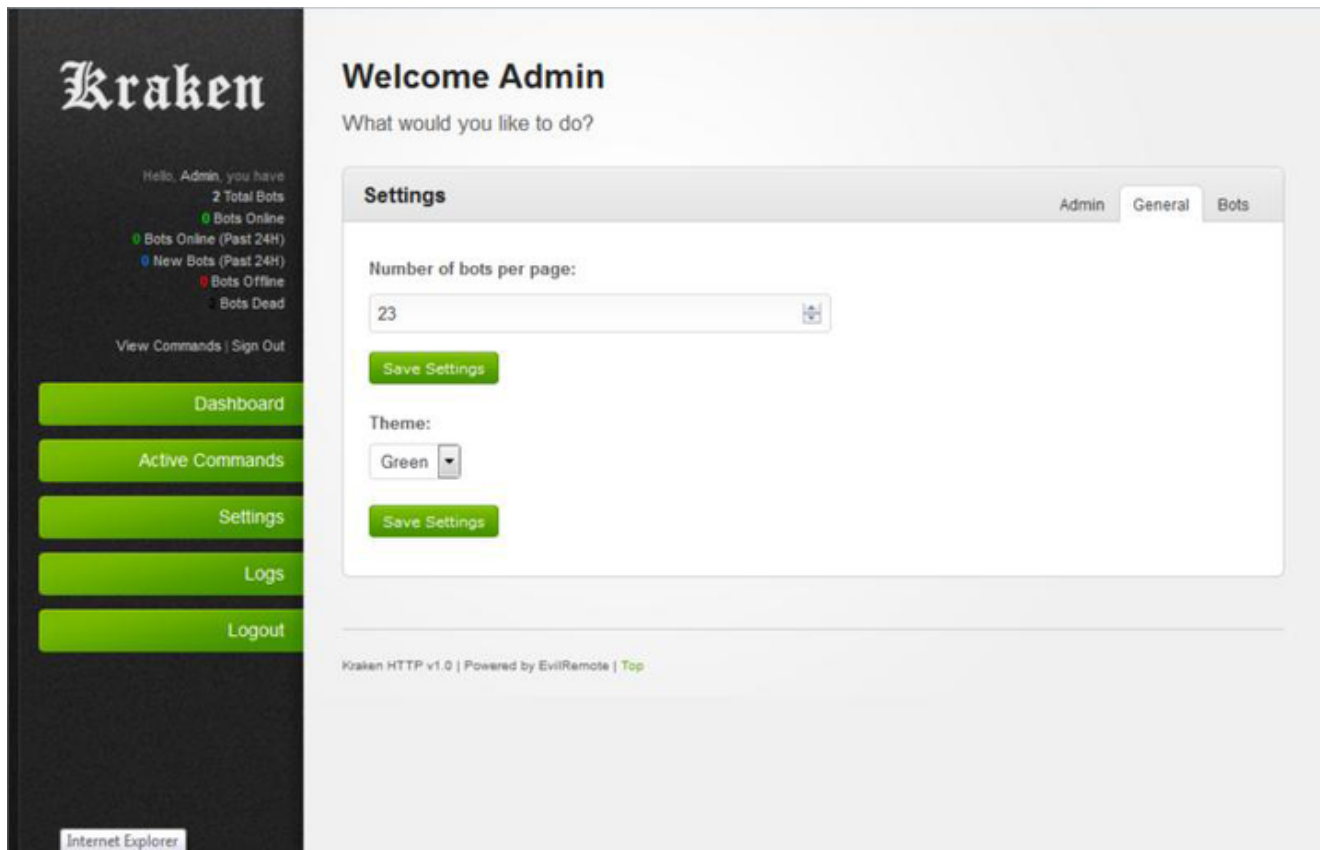 Kraken
Hello, Admin, you have
2 Total Bots
0 Bots Online
0 Bots Online (Past 24H)
0 New Bots (Past 24H)
0 Bots Offline
Bots Dead
View Commands | Sign Out
Dashboard
Active Commands
Settings
Logs
Logout
Internet Explorer
Welcome Admin
What would you like to do?
Settings
Admin General Bots
Number of bots per page:
23
Save Settings
Theme:
Green
Save Settings
Kraken HTTP v1.0 | Powered by EvilRemote | Top